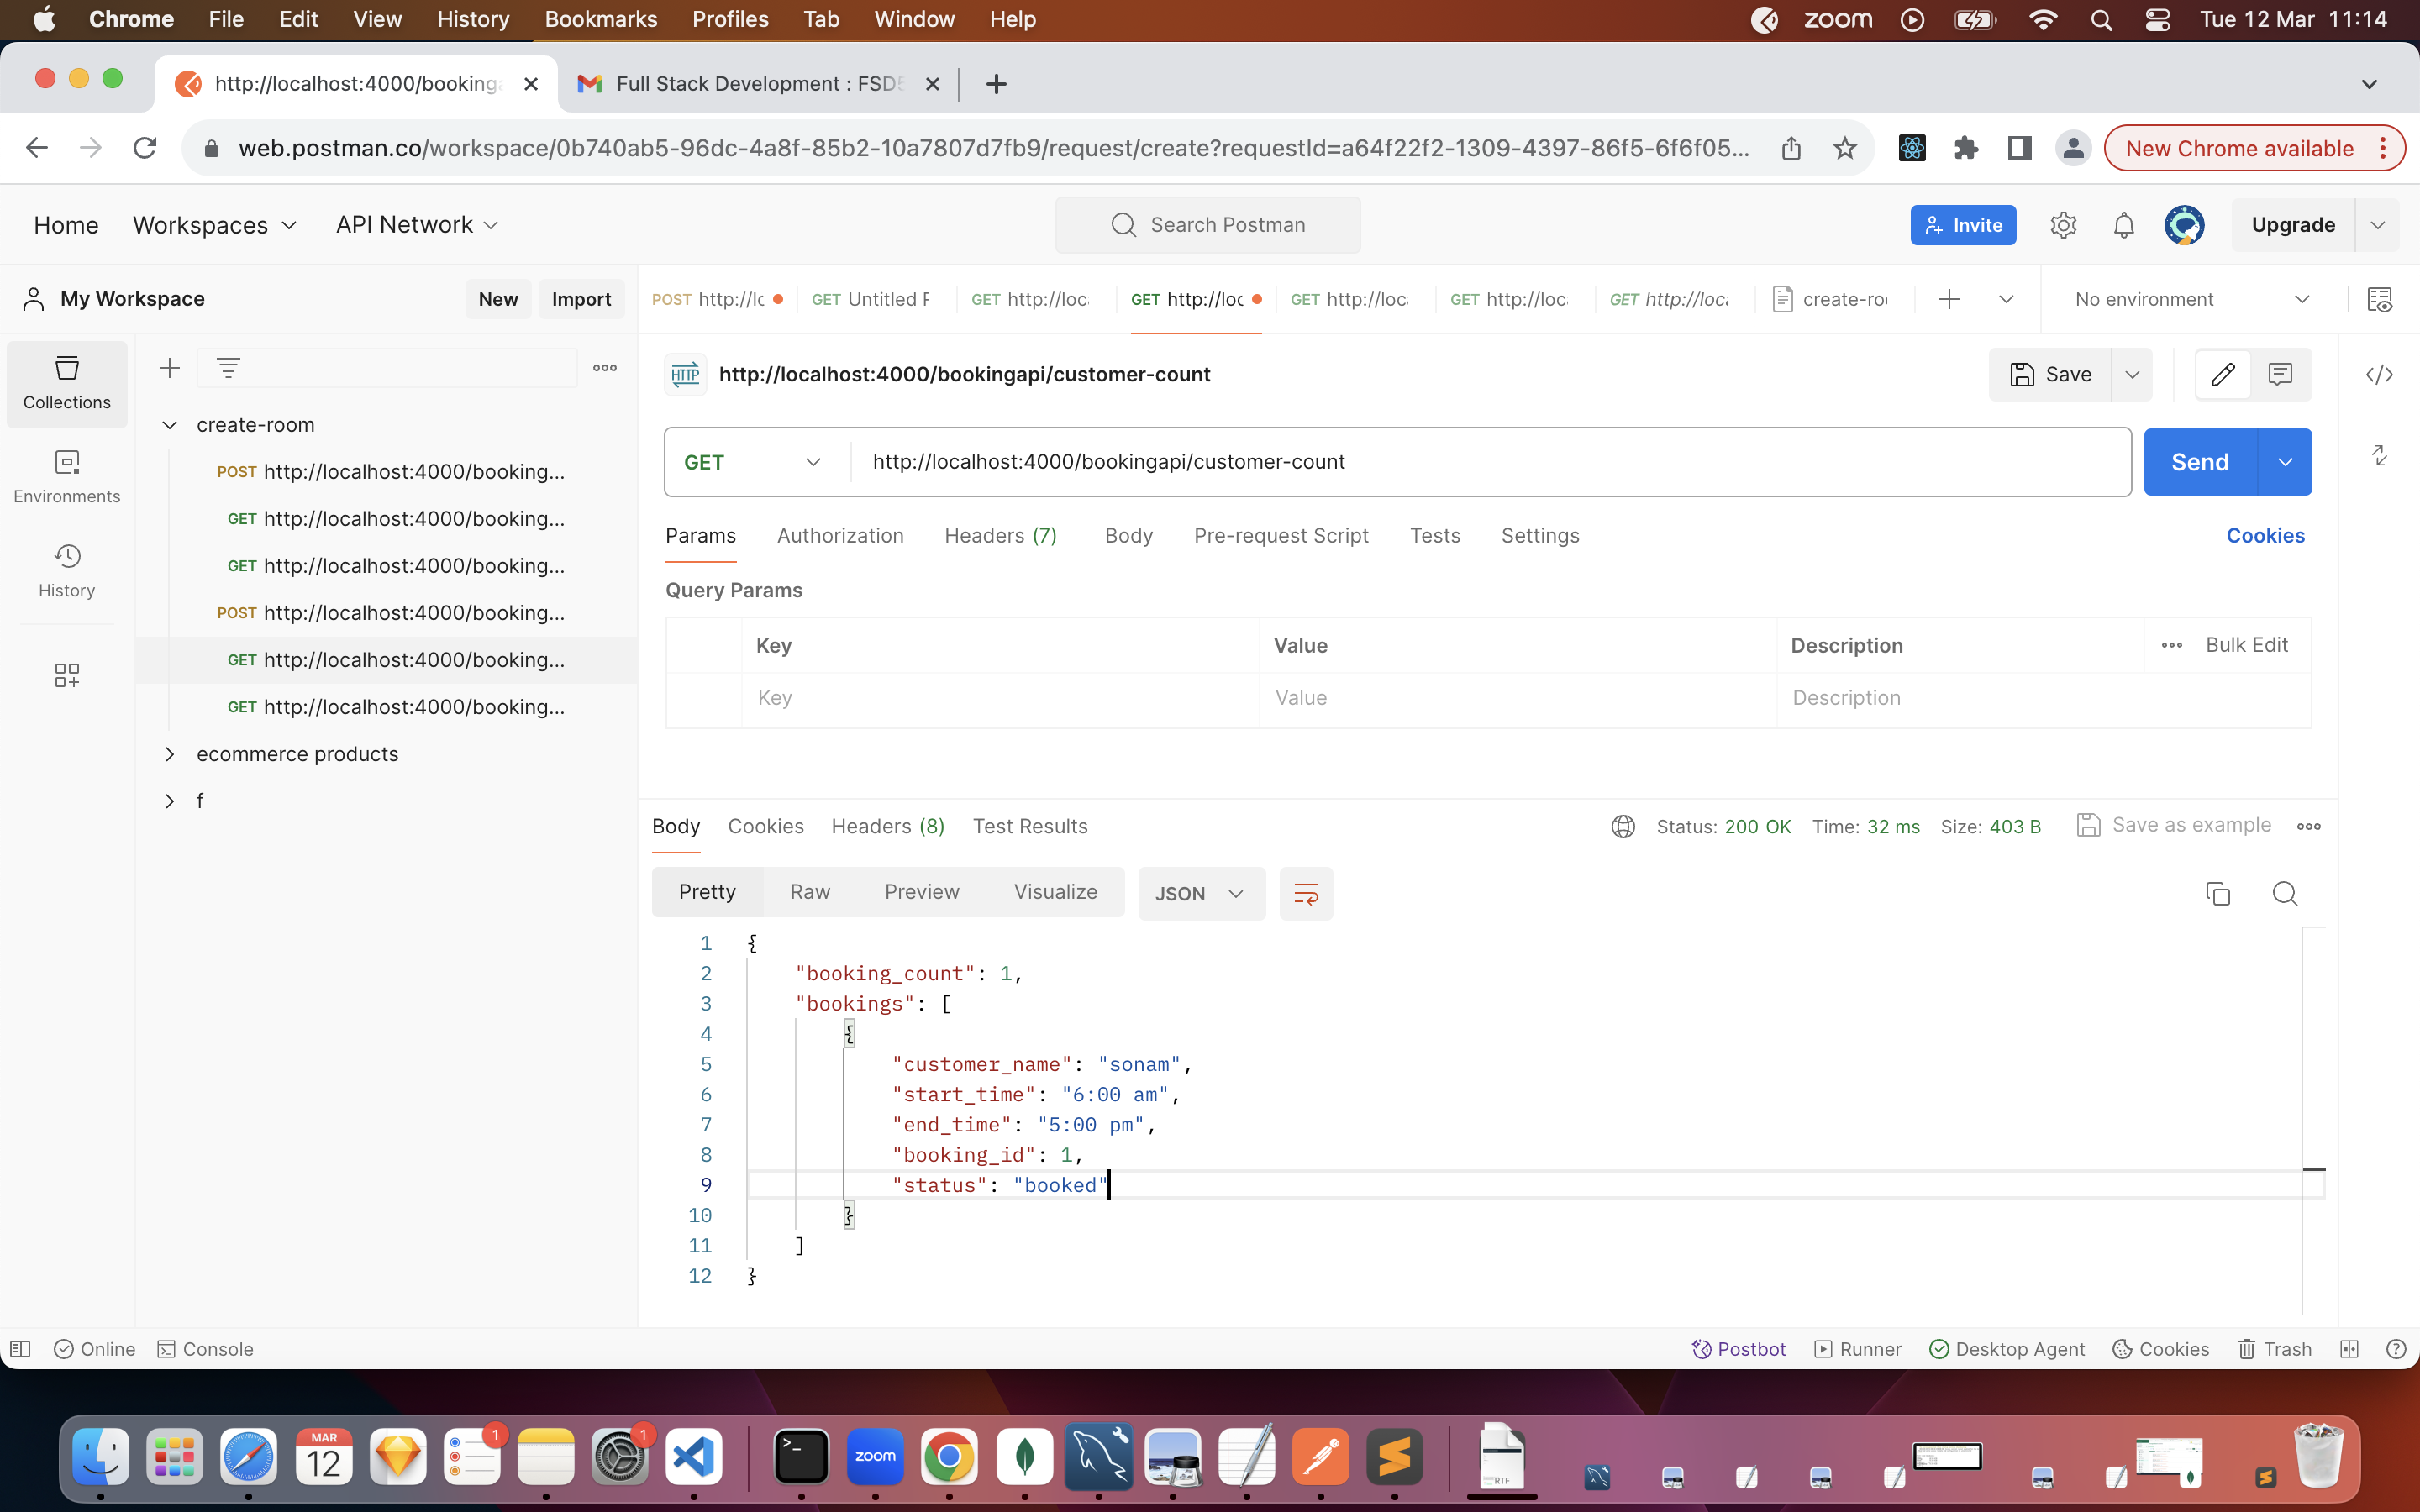 Chrome File Edit View History Bookmarks Profiles Tab Window Help zoom Tue 12 Mar 11:14
http://localhost:4000/booking Full Stack Development : FSD
web.postman.co/workspace/0b740ab5-96dc-4a8f-85b2-10a7807d7fb9/request/create?requestId=a64f22f2-1309-4397-86f5-6f6f05... New Chrome available
Home Workspaces API Network Search Postman Invite Upgrade
My Workspace New Import POST http://lc GET Untitled F GET http://loc GET http://loc GET http://loc GET http://loc GET http://loc create-ro No environment
Collections
Environments
History
create-room
POST http://localhost:4000/booking...
GET http://localhost:4000/booking...
GET http://localhost:4000/booking...
POST http://localhost:4000/booking...
GET http://localhost:4000/booking...
GET http://localhost:4000/booking...
ecommerce products
f
HTTP http://localhost:4000/bookingapi/customer-count Save
GET http://localhost:4000/bookingapi/customer-count Send
Params Authorization Headers (7) Body Pre-request Script Tests Settings Cookies
Query Params
Key Value Description Bulk Edit
Key Value Description
Body Cookies Headers (8) Test Results Status: 200 OK Time: 32 ms Size: 403 B Save as example
Pretty Raw Preview Visualize JSON
1 {
2 "booking_count": 1,
3 "bookings": [
4 {
5 "customer_name": "sonam",
6 "start_time": "6:00 am",
7 "end_time": "5:00 pm",
8 "booking_id": 1,
9 "status": "booked"
10 }
11 ]
12 }
Online Console Postbot Runner Desktop Agent Cookies Trash
MAR
12
1
1
zoom
RTF